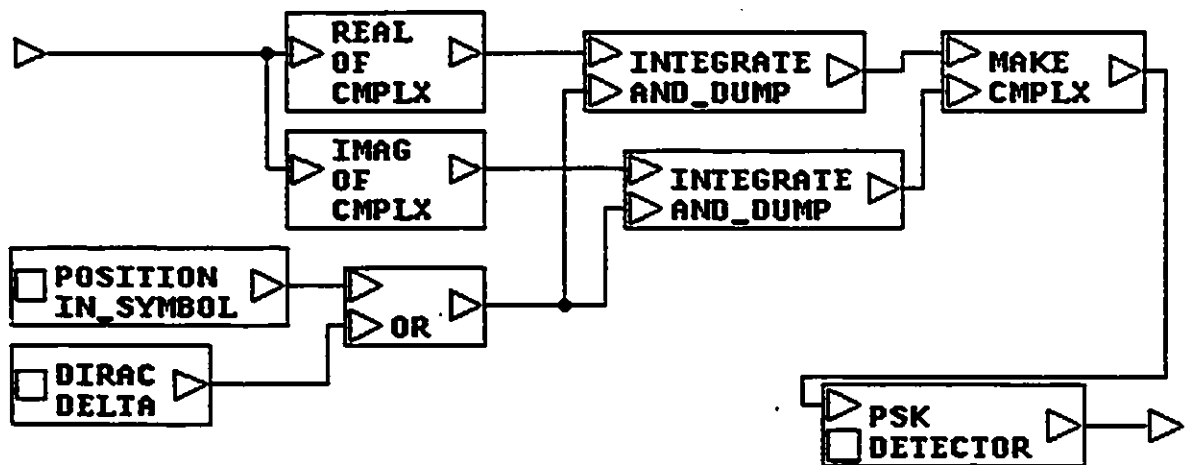 REAL
OF
CMPLX
INTEGRATE
AND_DUMP
MAKE
CMPLX
IMAG
OF
CMPLX
INTEGRATE
AND_DUMP
POSITION
IN_SYMBOL
OR
DIRAC
DELTA
PSK
DETECTOR